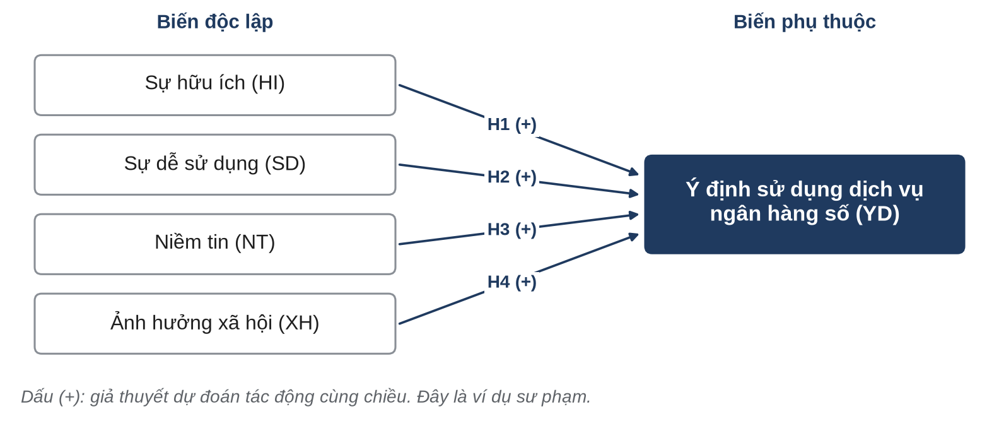 Biến độc lập
Biến phụ thuộc
Sự hữu ích (HI)
H1 (+)
Sự dễ sử dụng (SD)
H2 (+)
Ý định sử dụng dịch vụ
ngân hàng số (YD)
Niềm tin (NT)
H3 (+)
H4 (+)
Ảnh hưởng xã hội (XH)
Dấu (+): giả thuyết dự đoán tác động cùng chiều. Đây là ví dụ sư phạm.